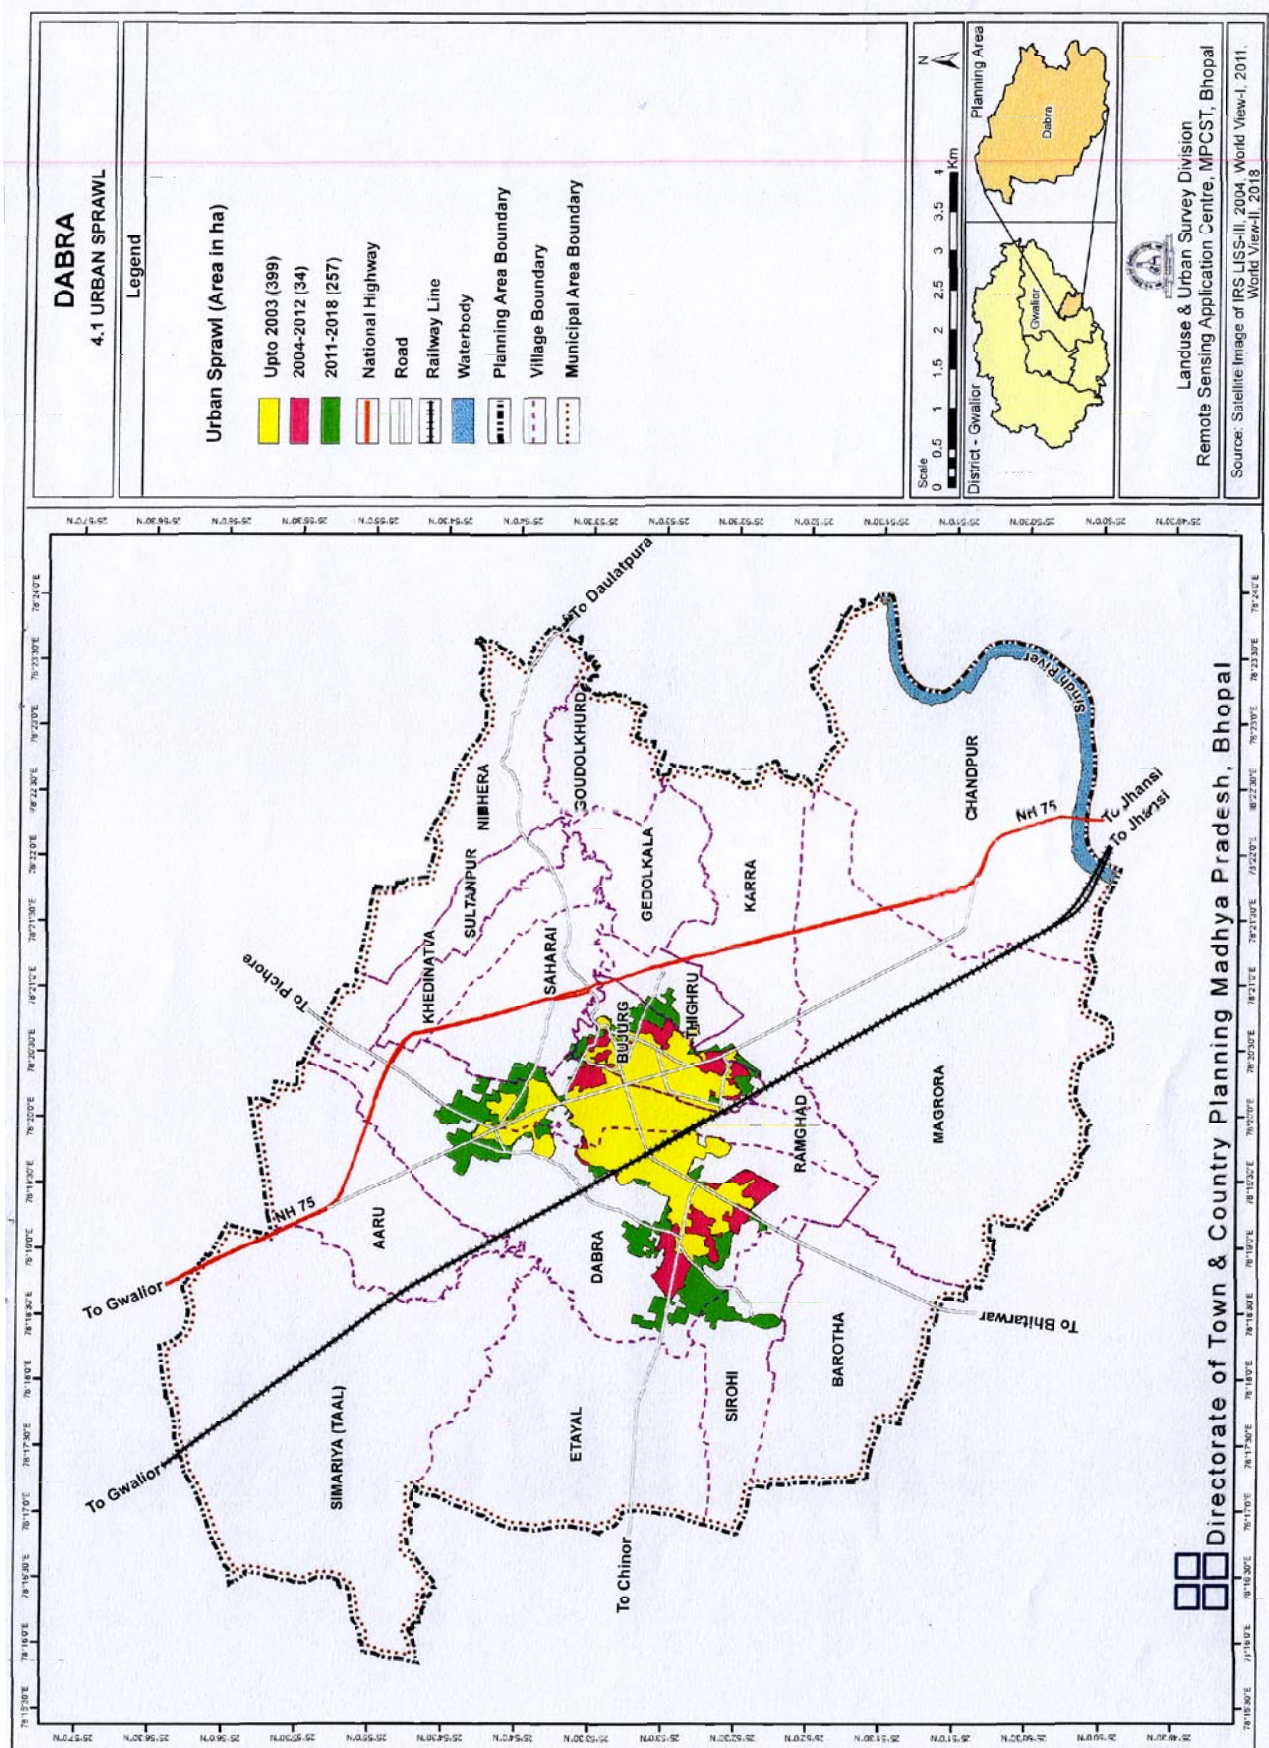 DABRA
4.1 URBAN SPRAWL
Legend
Urban Sprawl (Area in ha)
Upto 2003 (399)
2004-2012 (34)
2011-2018 (257)
National Highway
Road
Railway Line
Waterbody
Planning Area Boundary
Village Boundary
Municipal Area Boundary
Scale
0 0.5 1 1.5 2 2.5 3 3.5 4
Km
N
District - Gwalior
Gwalior
Planning Area
Dabra
Landuse & Urban Survey Division
Remote Sensing Application Centre, MPCST, Bhopal
Source: Satellite Image of IRS LISS-III, 2004, World View-I, 2011,
World View-II, 2018
To Gwalior
To Gwalior
NH 75
To Pichore
To Daulatpura
SIMARIYA (TAAL)
AARU
KHEDINATVA
SULTANPUR
NIBHERA
SAHARAI
GOUDOLKHURD
GEDOLKALA
ETAYAL
DABRA
BUJURG
THIGHRU
KARRA
SIROHI
RAMGHAD
BAROTHA
MAGRORA
CHANDPUR
Sindh River
NH 75
To Jhansi
To Jhansi
To Chinor
To Bhitarwar
Directorate of Town & Country Planning Madhya Pradesh, Bhopal